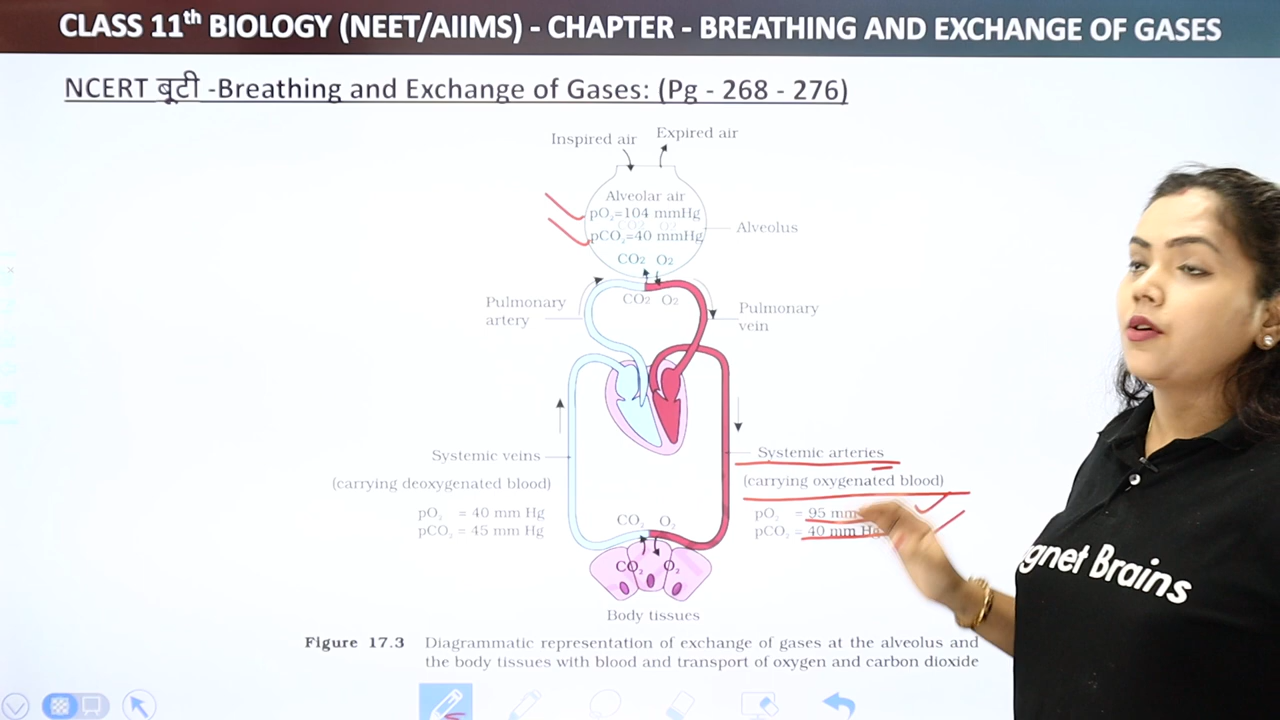 CLASS 11th BIOLOGY (NEET/AIIMS) - CHAPTER - BREATHING AND EXCHANGE OF GASES
NCERT बूटी -Breathing and Exchange of Gases: (Pg - 268 - 276)
Inspired air
Expired air
Alveolar air
pO2=104 mmHg
CO2 O2
pCO2=40 mmHg
CO2 O2
Alveolus
CO2 O2
Pulmonary
artery
Pulmonary
vein
Systemic veins
(carrying deoxygenated blood)
pO2 = 40 mm Hg
pCO2 = 45 mm Hg
Systemic arteries
(carrying oxygenated blood)
pO2 = 95 mm
pCO2 = 40 mm Hg
CO2 O2
CO2 O2
Body tissues
Figure 17.3 Diagrammatic representation of exchange of gases at the alveolus and
the body tissues with blood and transport of oxygen and carbon dioxide
gnet Brains